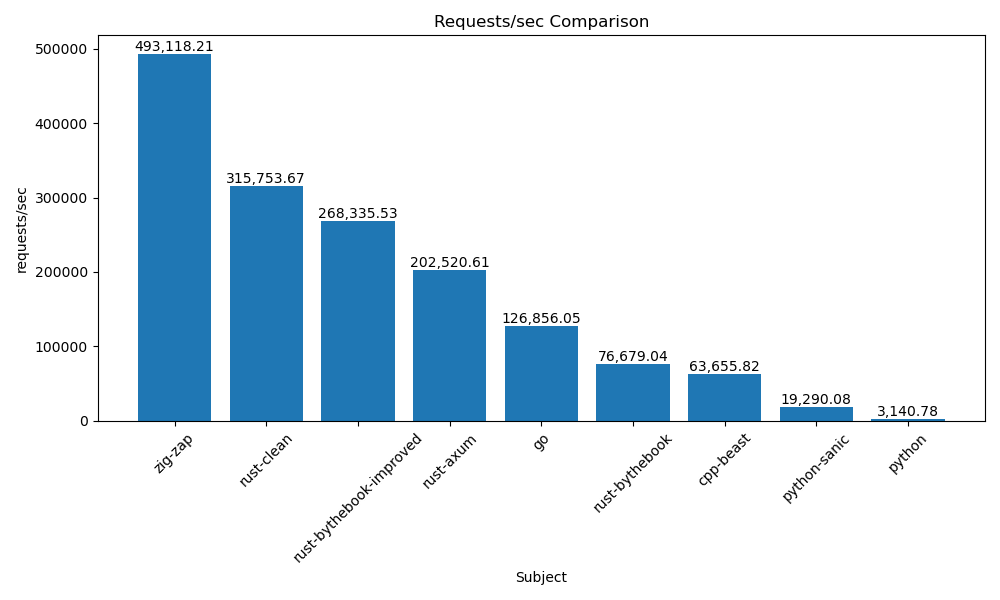 Requests/sec Comparison
500000
400000
300000
200000
100000
0
requests/sec
493,118.21
315,753.67
268,335.53
202,520.61
126,856.05
76,679.04
63,655.82
19,290.08
3,140.78
zig-zap
rust-clean
rust-bythebook-improved
rust-axum
go
rust-bythebook
cpp-beast
python-sanic
python
Subject